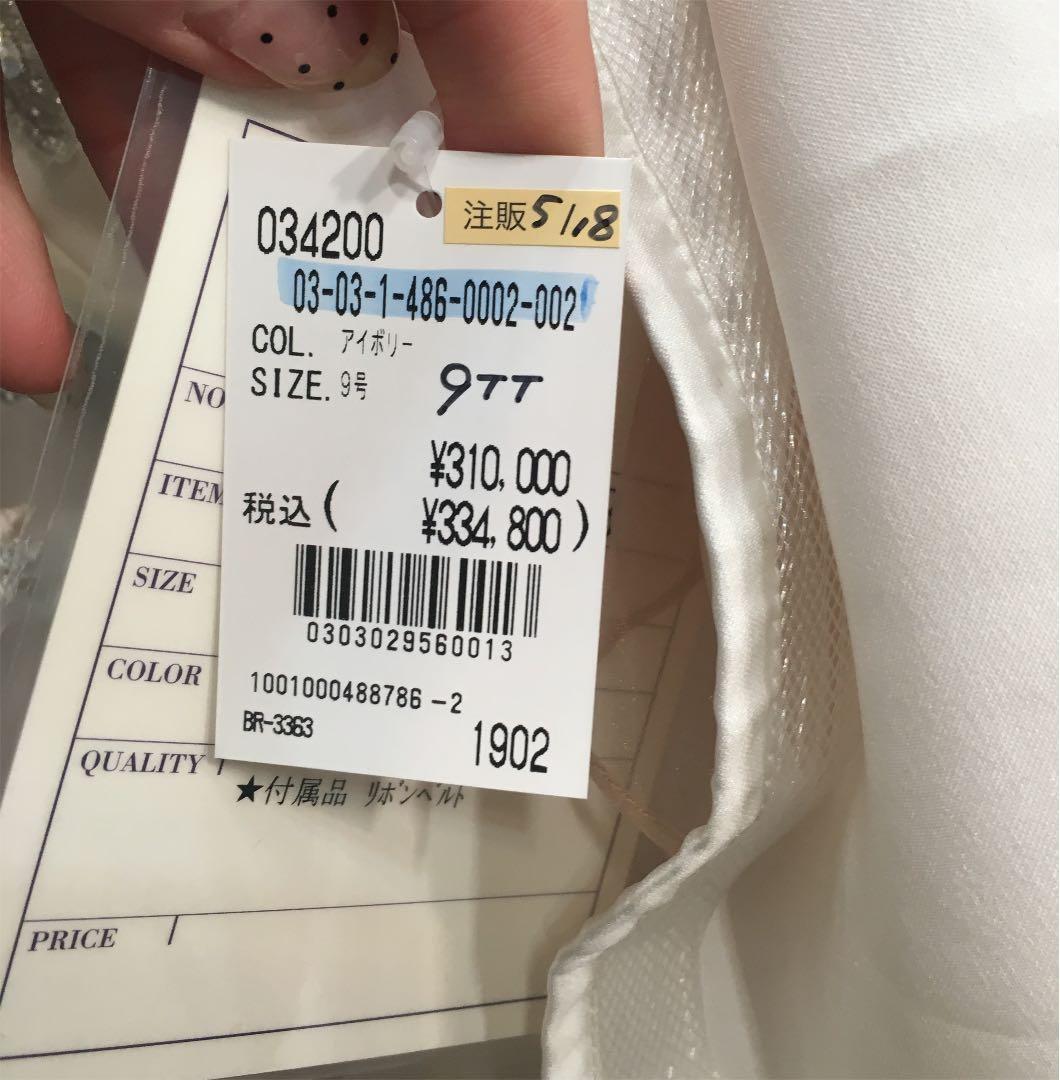 注販5/18
034200
03-03-1-486-0002-002
COL. アイボリー
SIZE. 9号 9TT
¥310,000
税込( ¥334,800)
0303029560013
1001000488786-2
BR-3363
1902
NO
ITEM
SIZE
COLOR
QUALITY
★付属品 リボンベルト
PRICE